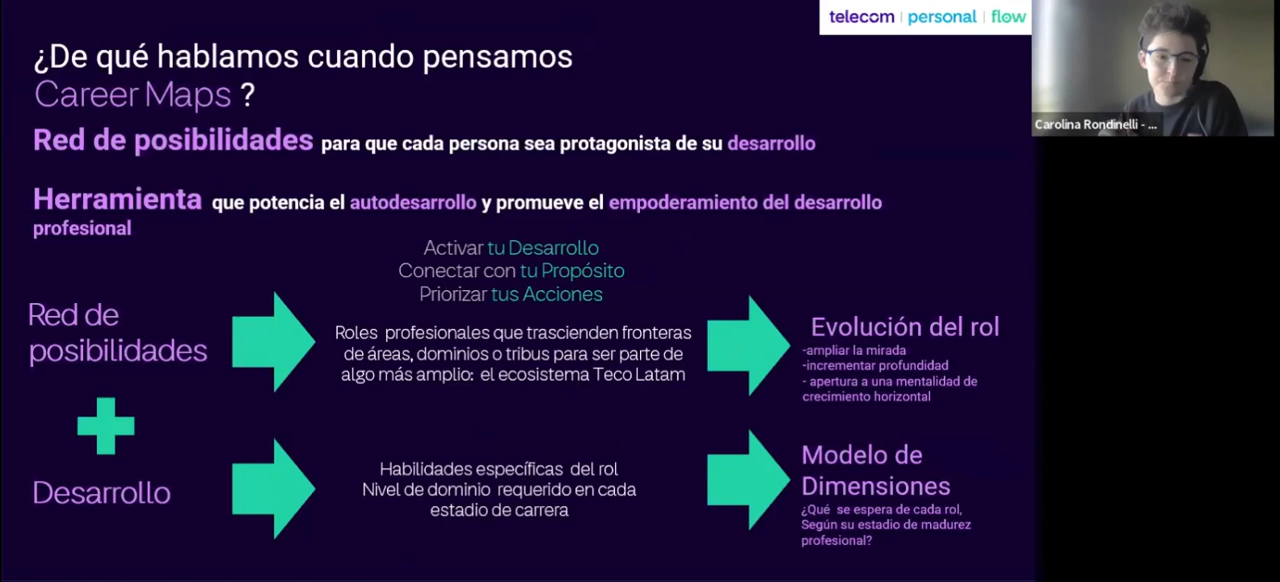 telecom | personal | flow
¿De qué hablamos cuando pensamos
Career Maps ?
Red de posibilidades para que cada persona sea protagonista de su desarrollo
Herramienta que potencia el autodesarrollo y promueve el empoderamiento del desarrollo
profesional
Activar tu Desarrollo
Conectar con tu Propósito
Priorizar tus Acciones
Red de
posibilidades
Roles profesionales que trascienden fronteras
de áreas, dominios o tribus para ser parte de
algo más amplio: el ecosistema Teco Latam
Evolución del rol
-ampliar la mirada
-incrementar profundidad
- apertura a una mentalidad de
crecimiento horizontal
Desarrollo
Habilidades específicas del rol
Nivel de dominio requerido en cada
estadio de carrera
Modelo de
Dimensiones
¿Qué se espera de cada rol,
Según su estadio de madurez
profesional?
Carolina Rondinelli - ...